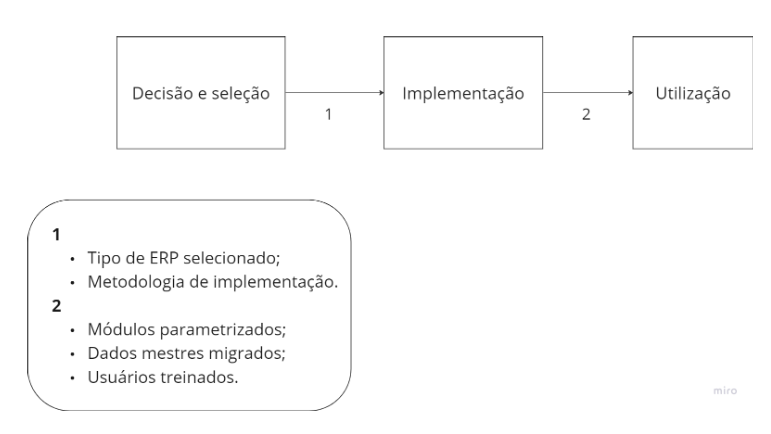 Decisão e seleção
1
Implementação
2
Utilização
1
• Tipo de ERP selecionado;
• Metodologia de implementação.
2
• Módulos parametrizados;
• Dados mestres migrados;
• Usuários treinados.
miro